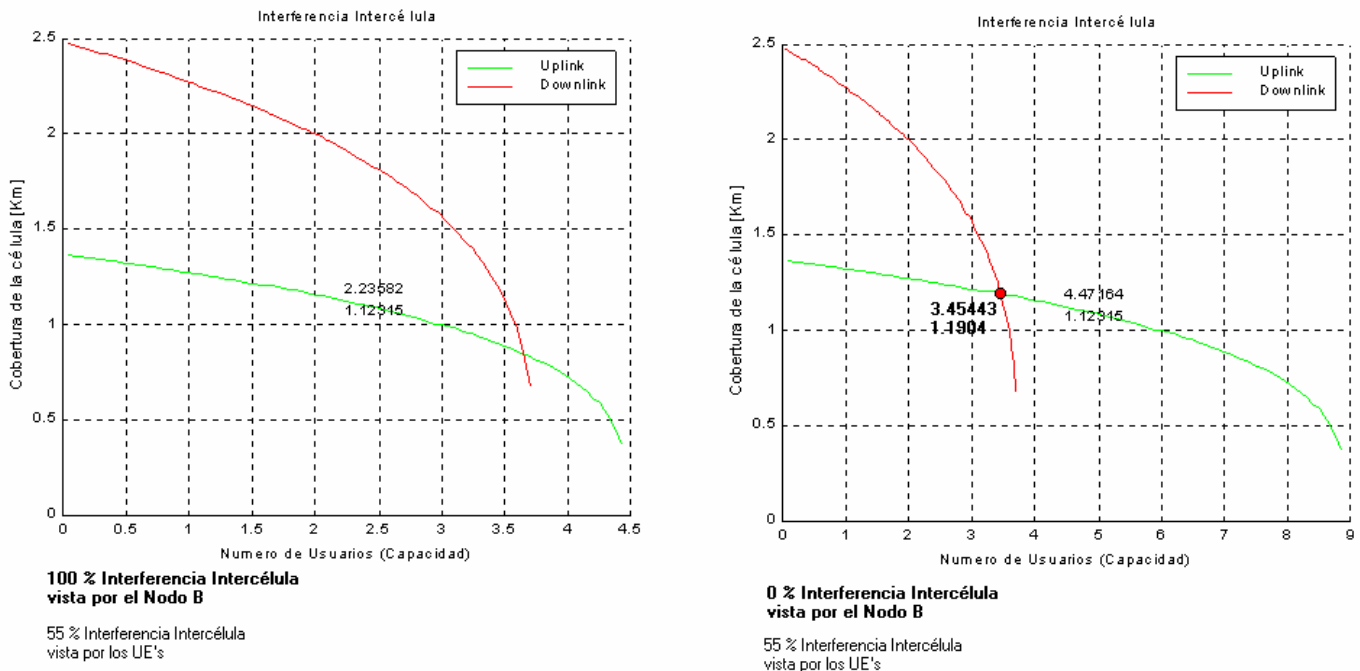 Interferencia Intercé lula
2.5
2
1.5
1
0.5
0
Cobertura de la cé lula [Km]
Uplink
Downlink
2.23582
1.12345
0 0.5 1 1.5 2 2.5 3 3.5 4 4.5
Numero de Usuarios (Capacidad)
100 % Interferencia Intercélula
vista por el Nodo B
55 % Interferencia Intercélula
vista por los UE's
Interferencia Intercé lula
2.5
2
1.5
1
0.5
0
Cobertura de la cé lula [Km]
Uplink
Downlink
3.45443
1.1904
4.47164
1.12345
0 1 2 3 4 5 6 7 8 9
Numero de Usuarios (Capacidad)
0 % Interferencia Intercélula
vista por el Nodo B
55 % Interferencia Intercélula
vista por los UE's